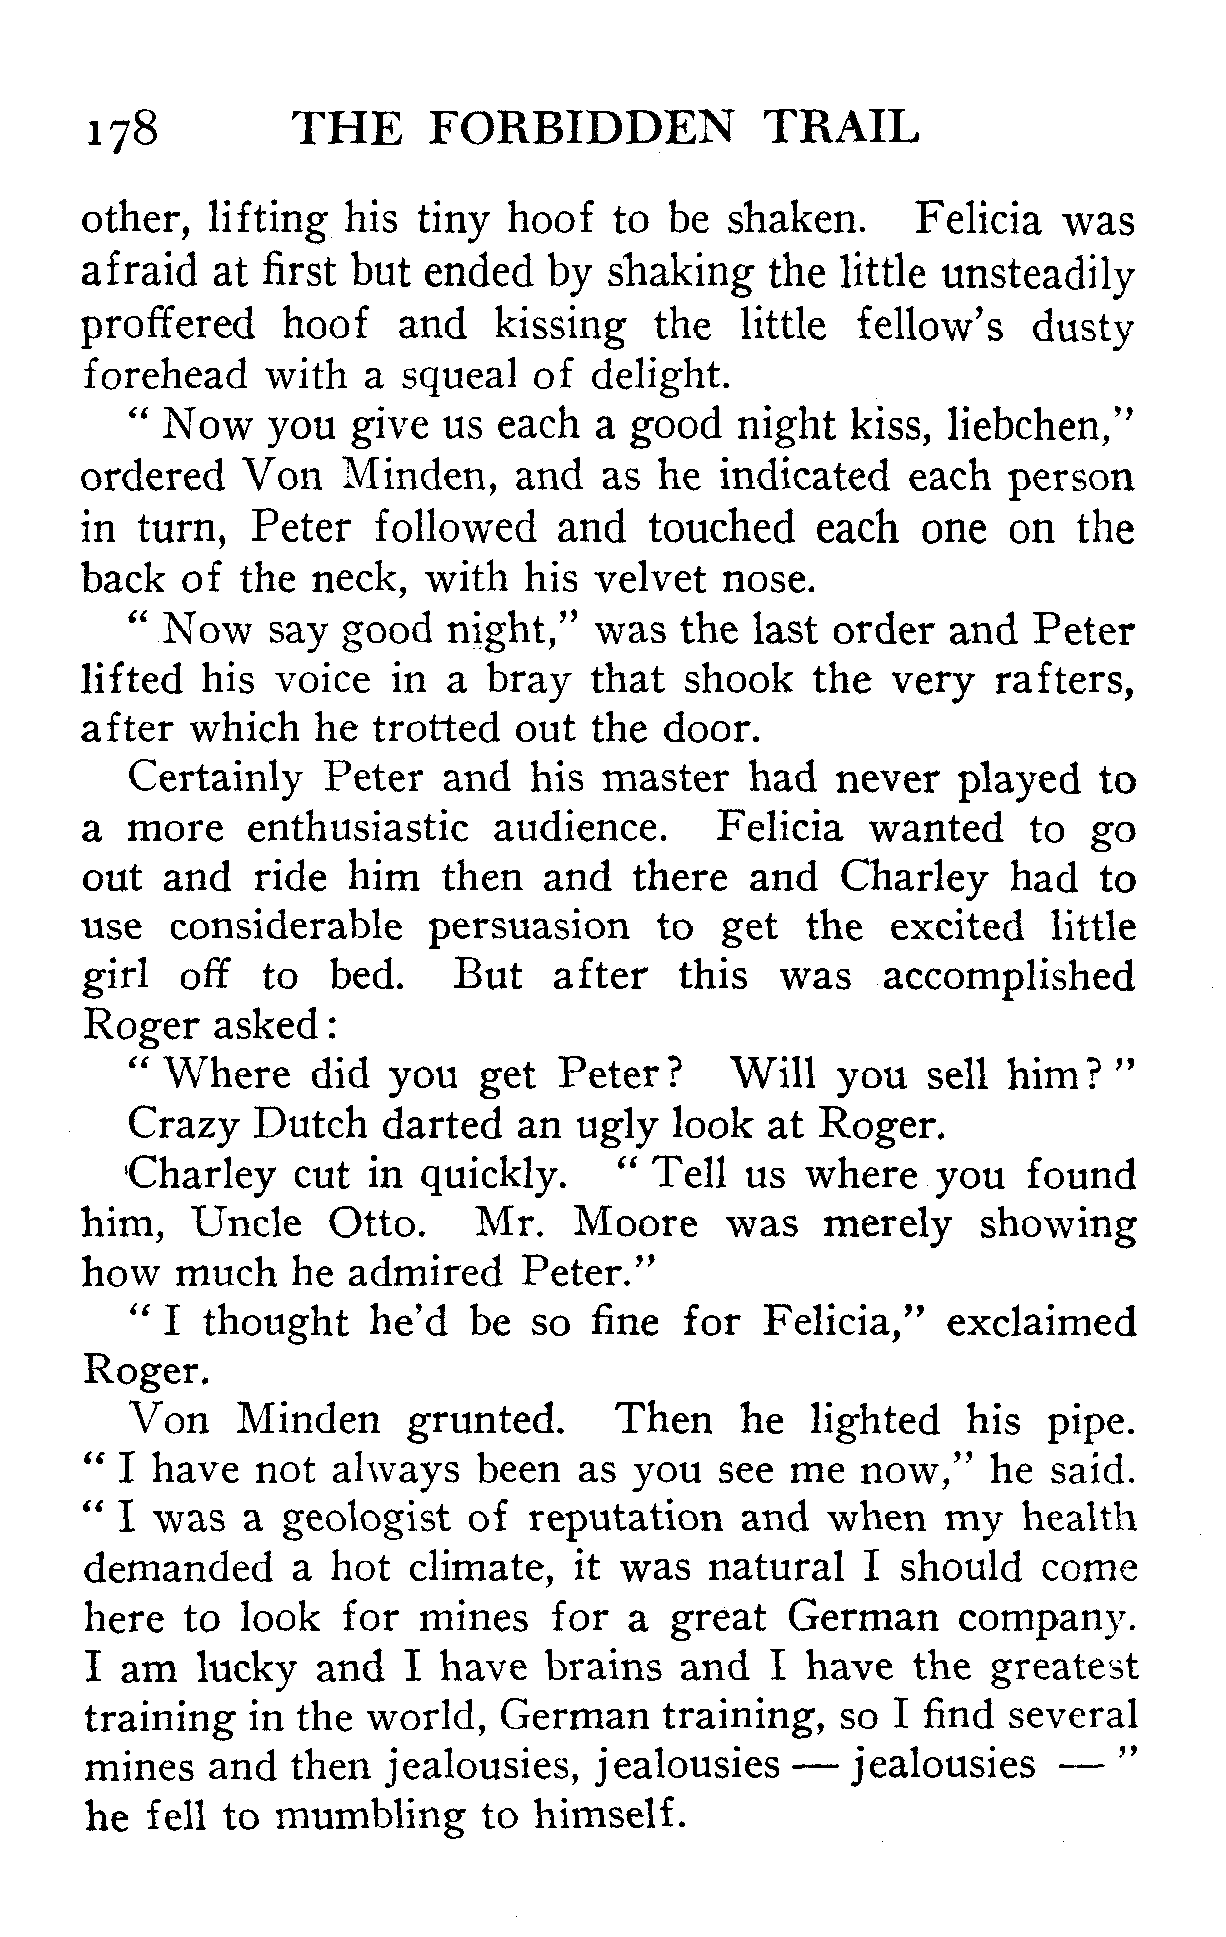 178 THE FORBIDDEN TRAIL
other, lifting his tiny hoof to be shaken. Felicia was
afraid at first but ended by shaking the little unsteadily
proffered hoof and kissing the little fellow's dusty
forehead with a squeal of delight.
" Now you give us each a good night kiss, liebchen,"
ordered Von Minden, and as he indicated each person
in turn, Peter followed and touched each one on the
back of the neck, with his velvet nose.
" Now say good night," was the last order and Peter
lifted his voice in a bray that shook the very rafters,
after which he trotted out the door.
Certainly Peter and his master had never played to
a more enthusiastic audience. Felicia wanted to go
out and ride him then and there and Charley had to
use considerable persuasion to get the excited little
girl off to bed. But after this was accomplished
Roger asked:
" Where did you get Peter? Will you sell him? "
Crazy Dutch darted an ugly look at Roger.
Charley cut in quickly. " Tell us where you found
him, Uncle Otto. Mr. Moore was merely showing
how much he admired Peter."
" I thought he'd be so fine for Felicia," exclaimed
Roger.
Von Minden grunted. Then he lighted his pipe.
" I have not always been as you see me now," he said.
" I was a geologist of reputation and when my health
demanded a hot climate, it was natural I should come
here to look for mines for a great German company.
I am lucky and I have brains and I have the greatest
training in the world, German training, so I find several
mines and then jealousies, jealousies — jealousies — "
he fell to mumbling to himself.